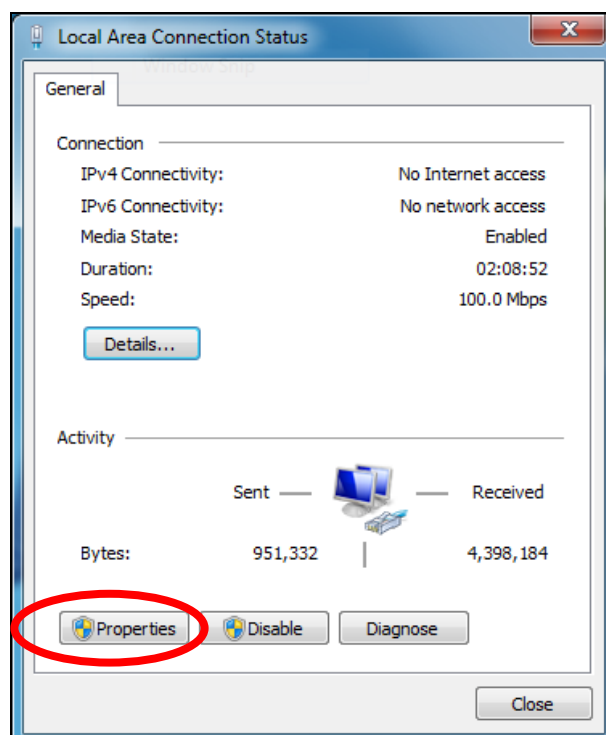 Local Area Connection Status
X
Window Snip
General
Connection
IPv4 Connectivity: No Internet access
IPv6 Connectivity: No network access
Media State: Enabled
Duration: 02:08:52
Speed: 100.0 Mbps
Details...
Activity
Sent Received
Bytes: 951,332 4,398,184
Properties Disable Diagnose
Close